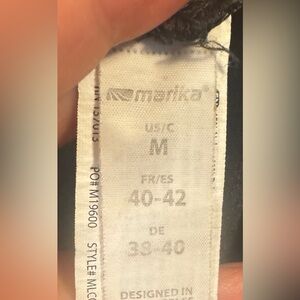 marika®
US/C
M
FR/ES
40-42
DE
38-40
DESIGNED IN
PO# M19600
STYLE# MLC